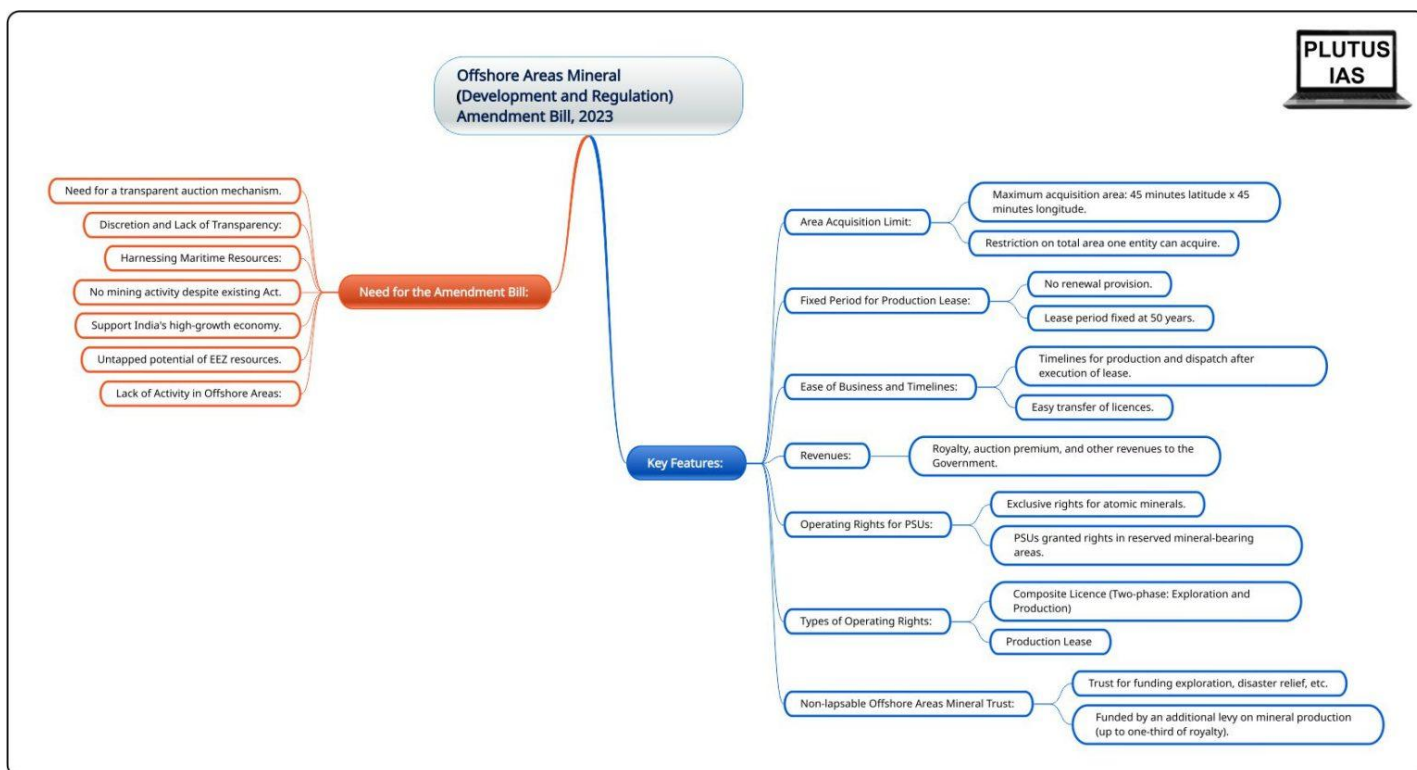 PLUTUS
IAS
Offshore Areas Mineral
(Development and Regulation)
Amendment Bill, 2023
Need for the Amendment Bill:
Need for a transparent auction mechanism.
Discretion and Lack of Transparency:
Harnessing Maritime Resources:
No mining activity despite existing Act.
Support India's high-growth economy.
Untapped potential of EEZ resources.
Lack of Activity in Offshore Areas:
Key Features:
Area Acquisition Limit:
Maximum acquisition area: 45 minutes latitude x 45
minutes longitude.
Restriction on total area one entity can acquire.
Fixed Period for Production Lease:
No renewal provision.
Lease period fixed at 50 years.
Ease of Business and Timelines:
Timelines for production and dispatch after
execution of lease.
Easy transfer of licences.
Revenues:
Royalty, auction premium, and other revenues to the
Government.
Operating Rights for PSUs:
Exclusive rights for atomic minerals.
PSUs granted rights in reserved mineral-bearing
areas.
Types of Operating Rights:
Composite Licence (Two-phase: Exploration and
Production)
Production Lease
Non-lapsable Offshore Areas Mineral Trust:
Trust for funding exploration, disaster relief, etc.
Funded by an additional levy on mineral production
(up to one-third of royalty).